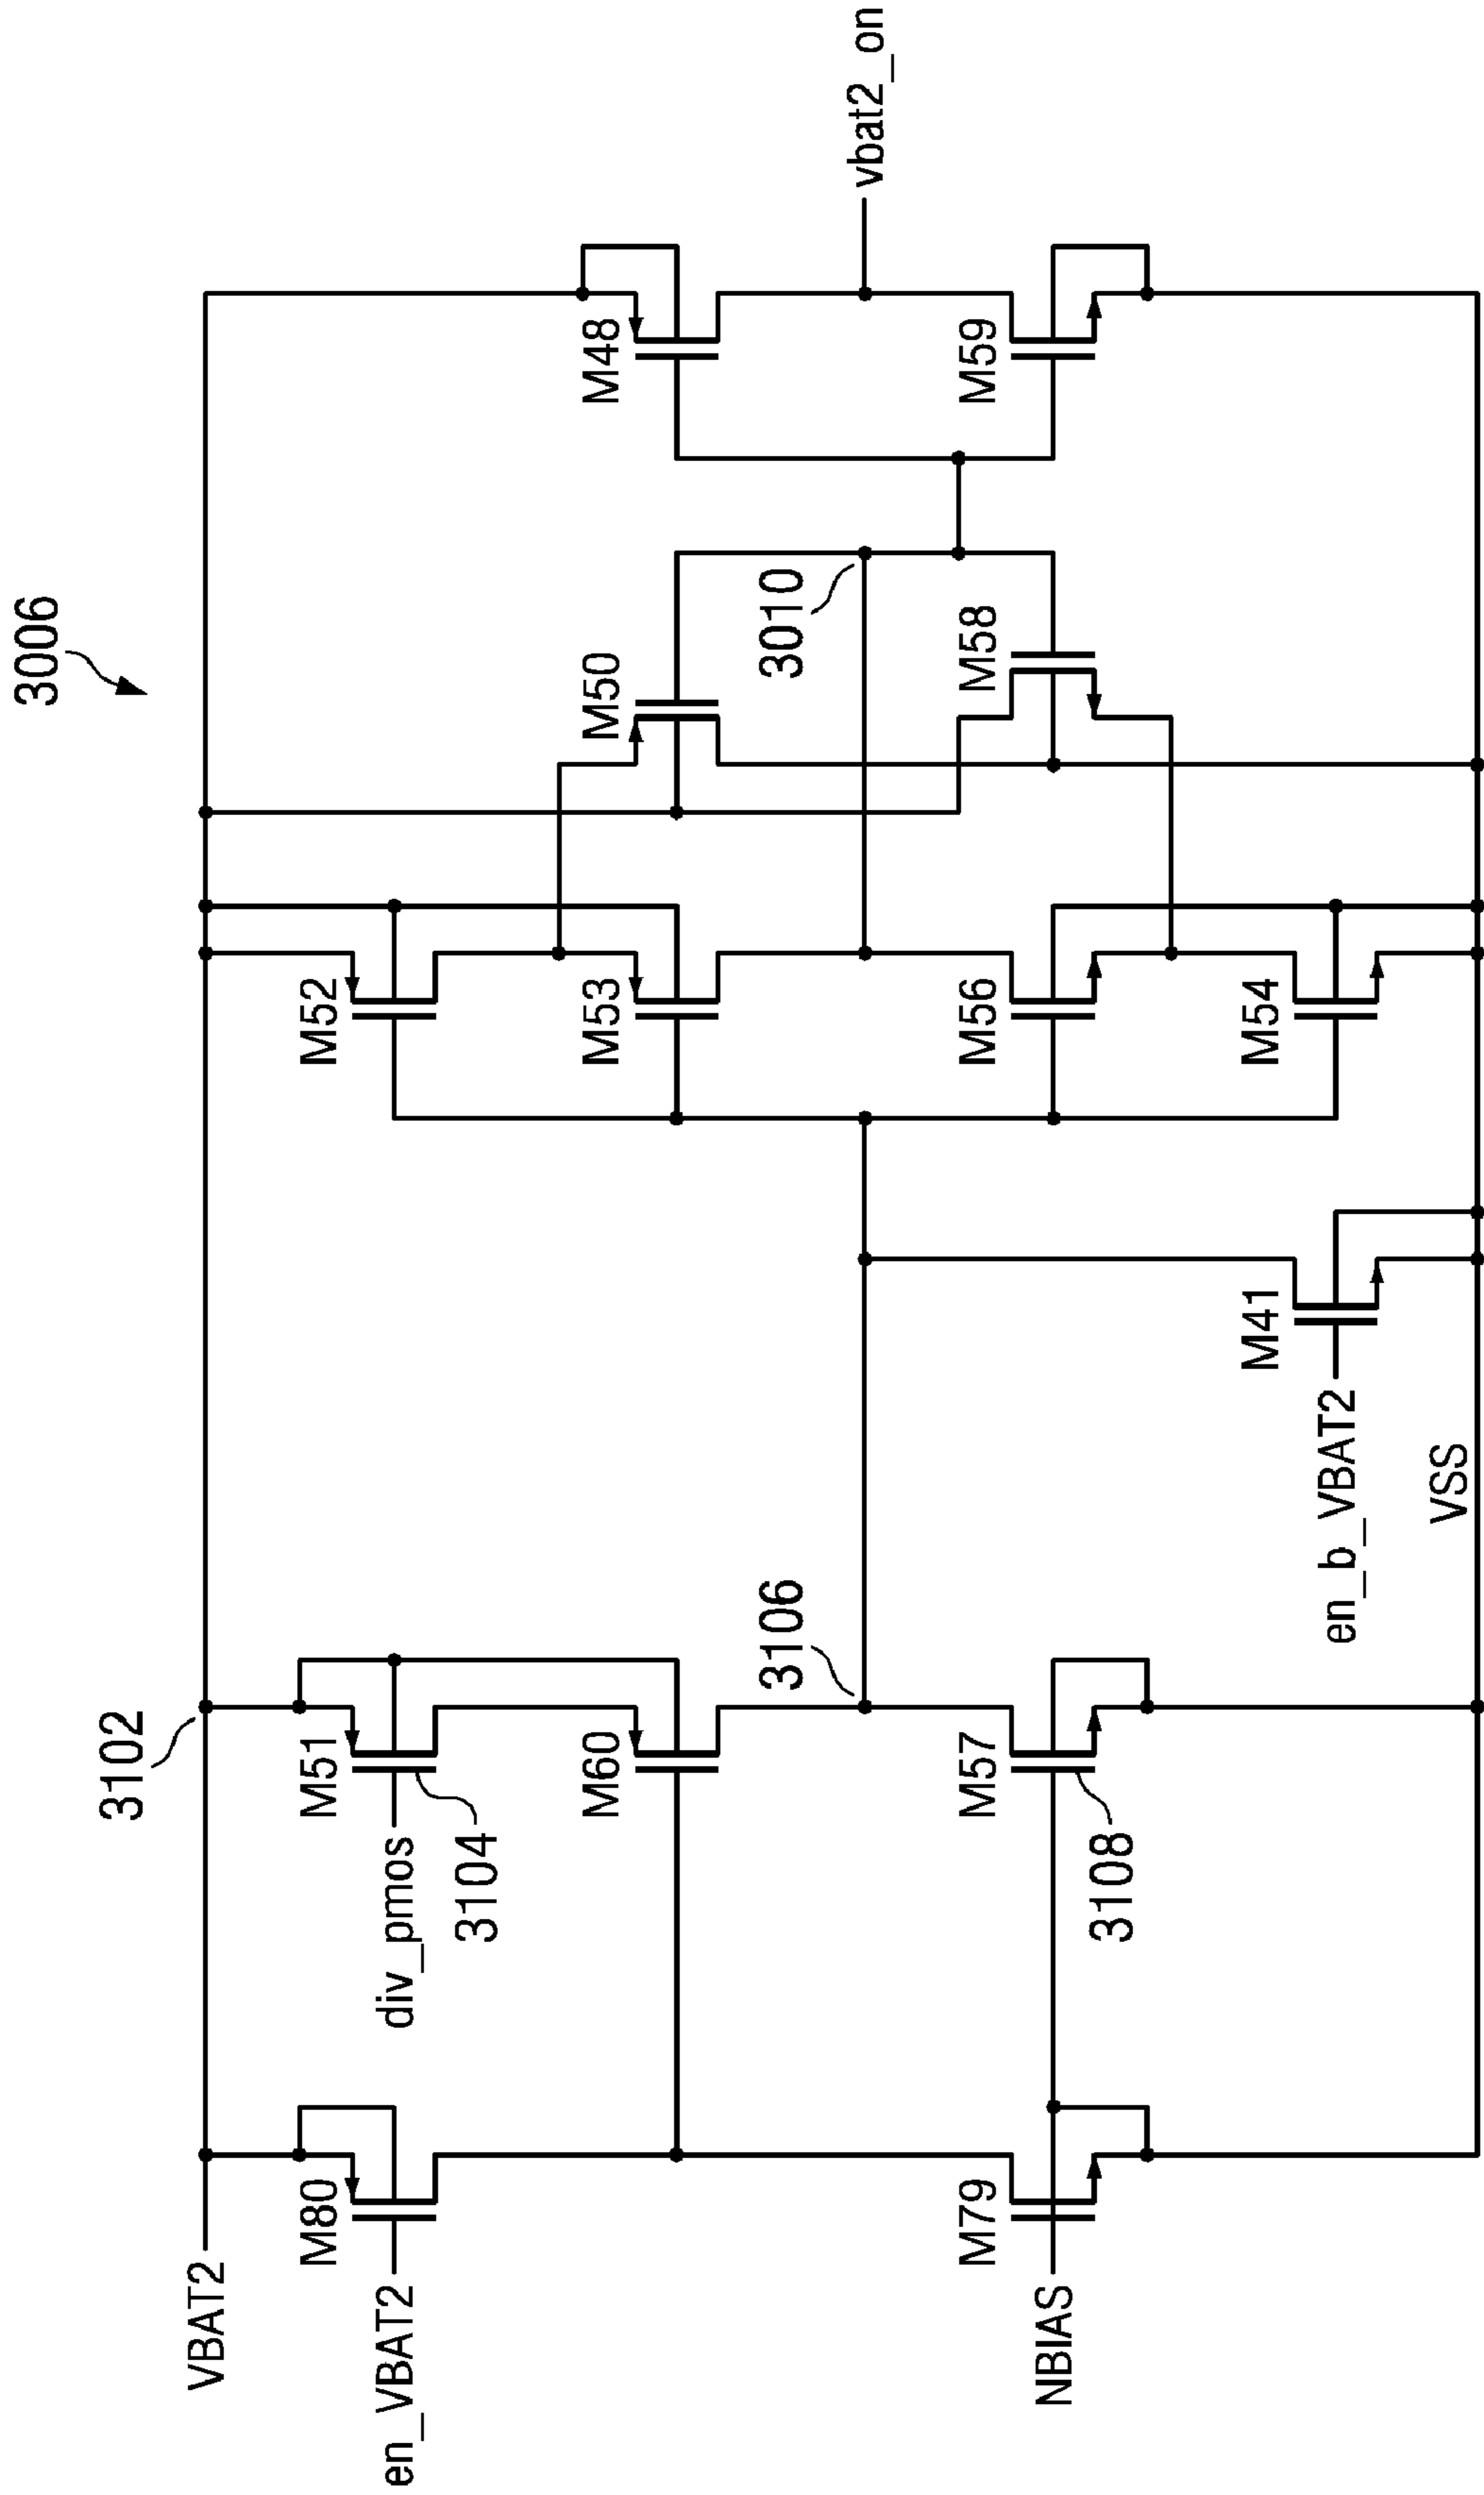 3006
3102
VBAT2
en_VBAT2
M80
M51
div_pmos
3104
M60
3106
NBIAS
M79
M57
3108
en_b_VBAT2
M41
VSS
M52
M53
M56
M54
M50
3010
M58
M48
M59
vbat2_on